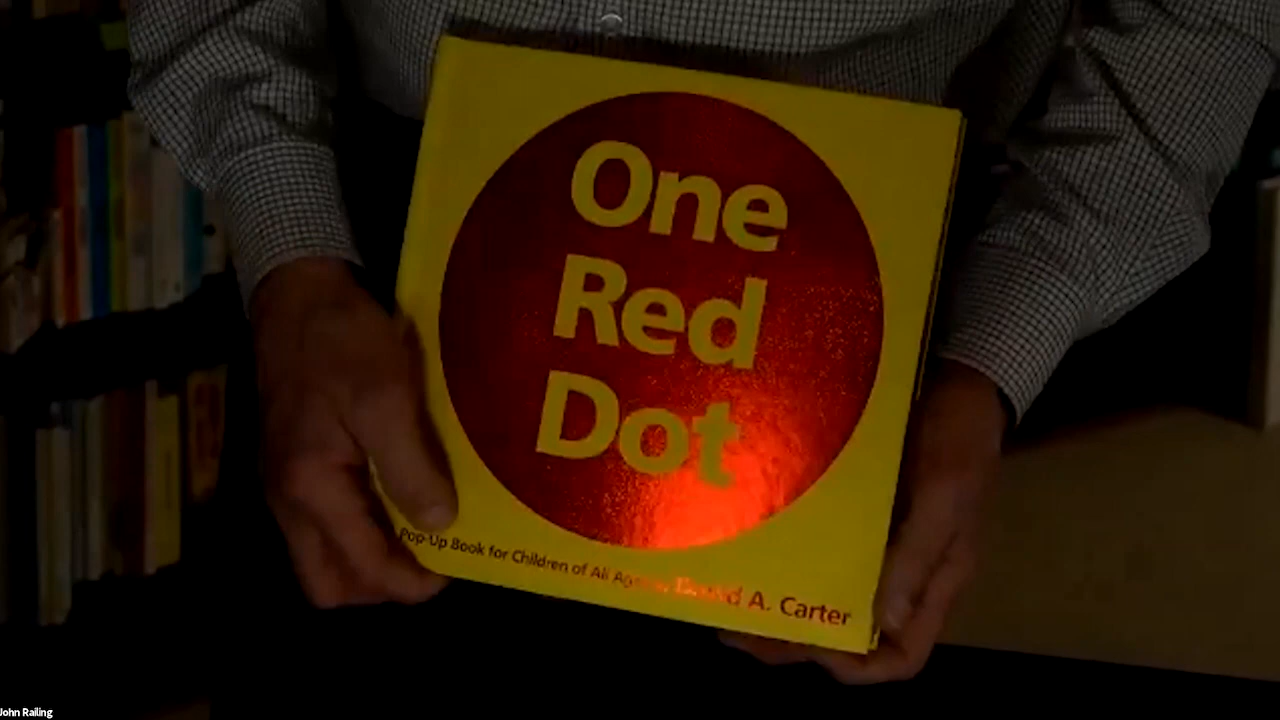 One
Red
Dot
Pop-Up Book for Children of All Ages David A. Carter
John Railing